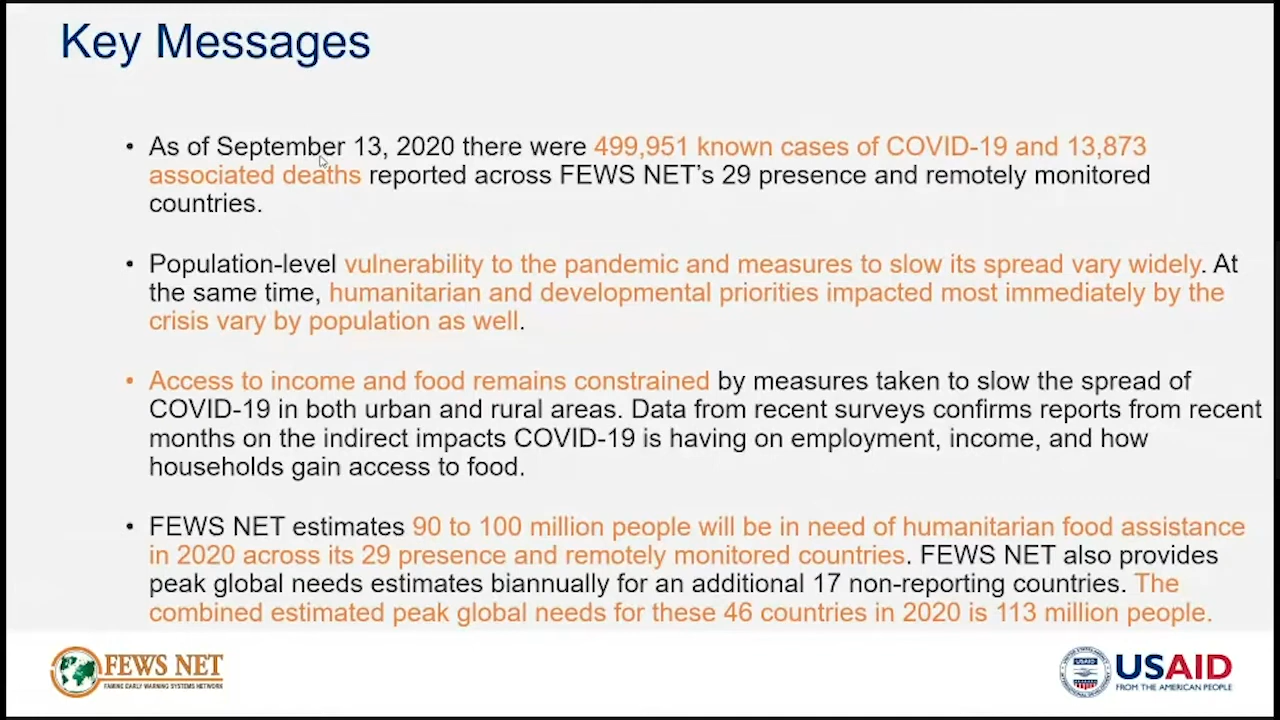 Key Messages
• As of September 13, 2020 there were 499,951 known cases of COVID-19 and 13,873
associated deaths reported across FEWS NET's 29 presence and remotely monitored
countries.
• Population-level vulnerability to the pandemic and measures to slow its spread vary widely. At
the same time, humanitarian and developmental priorities impacted most immediately by the
crisis vary by population as well.
• Access to income and food remains constrained by measures taken to slow the spread of
COVID-19 in both urban and rural areas. Data from recent surveys confirms reports from recent
months on the indirect impacts COVID-19 is having on employment, income, and how
households gain access to food.
• FEWS NET estimates 90 to 100 million people will be in need of humanitarian food assistance
in 2020 across its 29 presence and remotely monitored countries. FEWS NET also provides
peak global needs estimates biannually for an additional 17 non-reporting countries. The
combined estimated peak global needs for these 46 countries in 2020 is 113 million people.
FEWS NET
FAMINE EARLY WARNING SYSTEMS NETWORK
USAID
USAID
FROM THE AMERICAN PEOPLE